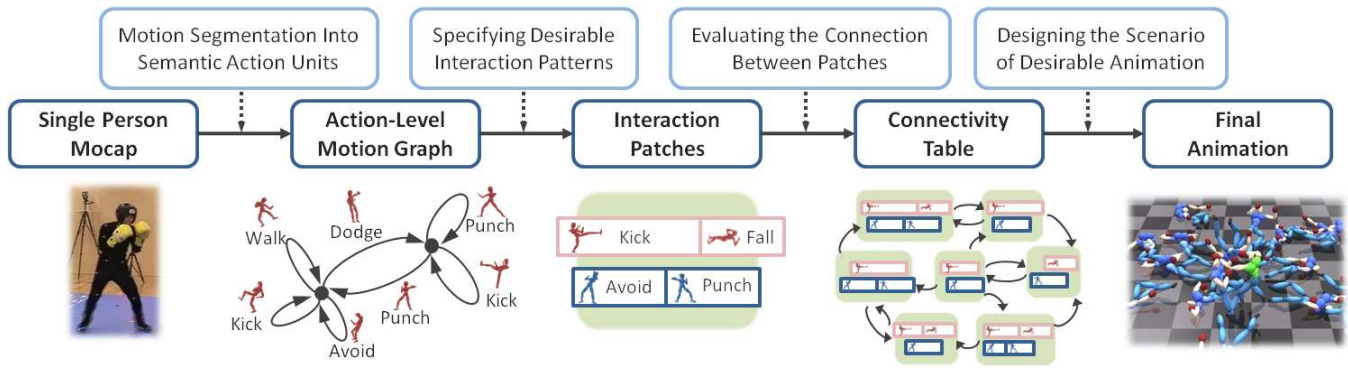 Motion Segmentation Into
Semantic Action Units
Specifying Desirable
Interaction Patterns
Evaluating the Connection
Between Patches
Designing the Scenario
of Desirable Animation
Single Person
Mocap
Action-Level
Motion Graph
Interaction
Patches
Connectivity
Table
Final
Animation
Walk
Dodge
Punch
Kick
Punch
Kick
Avoid
Kick
Fall
Avoid
Punch